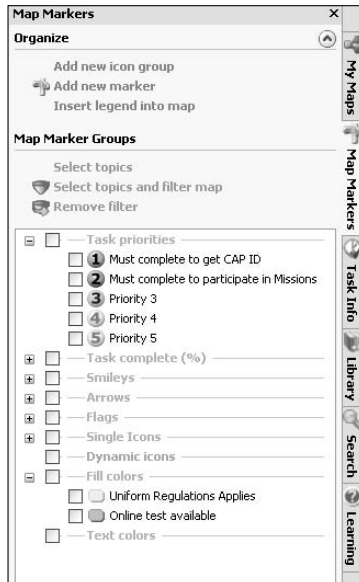 Map Markers
Organize
Add new icon group
Add new marker
Insert legend into map
Map Marker Groups
Select topics
Select topics and filter map
Remove filter
Task priorities
1 Must complete to get CAP ID
2 Must complete to participate in Missions
3 Priority 3
4 Priority 4
5 Priority 5
Task complete (%)
Smileys
Arrows
Flags
Single Icons
Dynamic icons
Fill colors
Uniform Regulations Applies
Online test available
Text colors
My Maps
Map Markers
Task Info
Library
Search
Learning